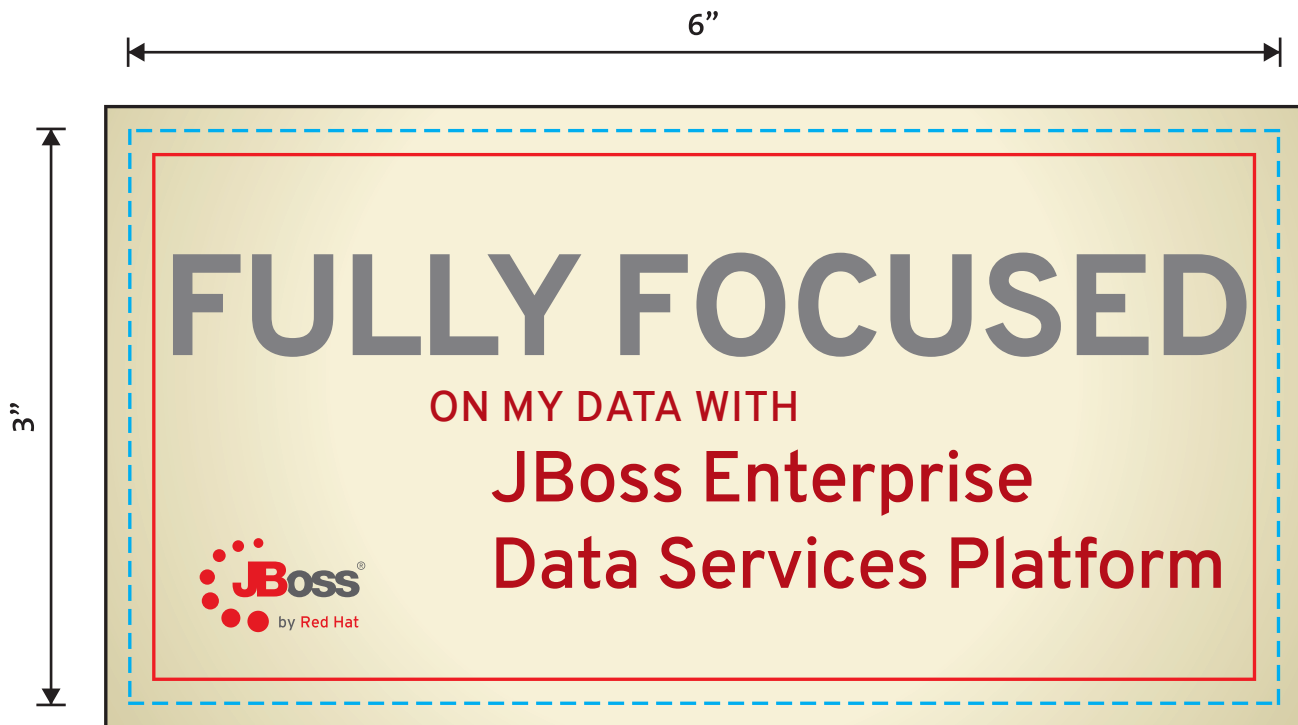 6”
3”
FULLY FOCUSED
ON MY DATA WITH
JBoss Enterprise
Data Services Platform
JBoss®
by Red Hat